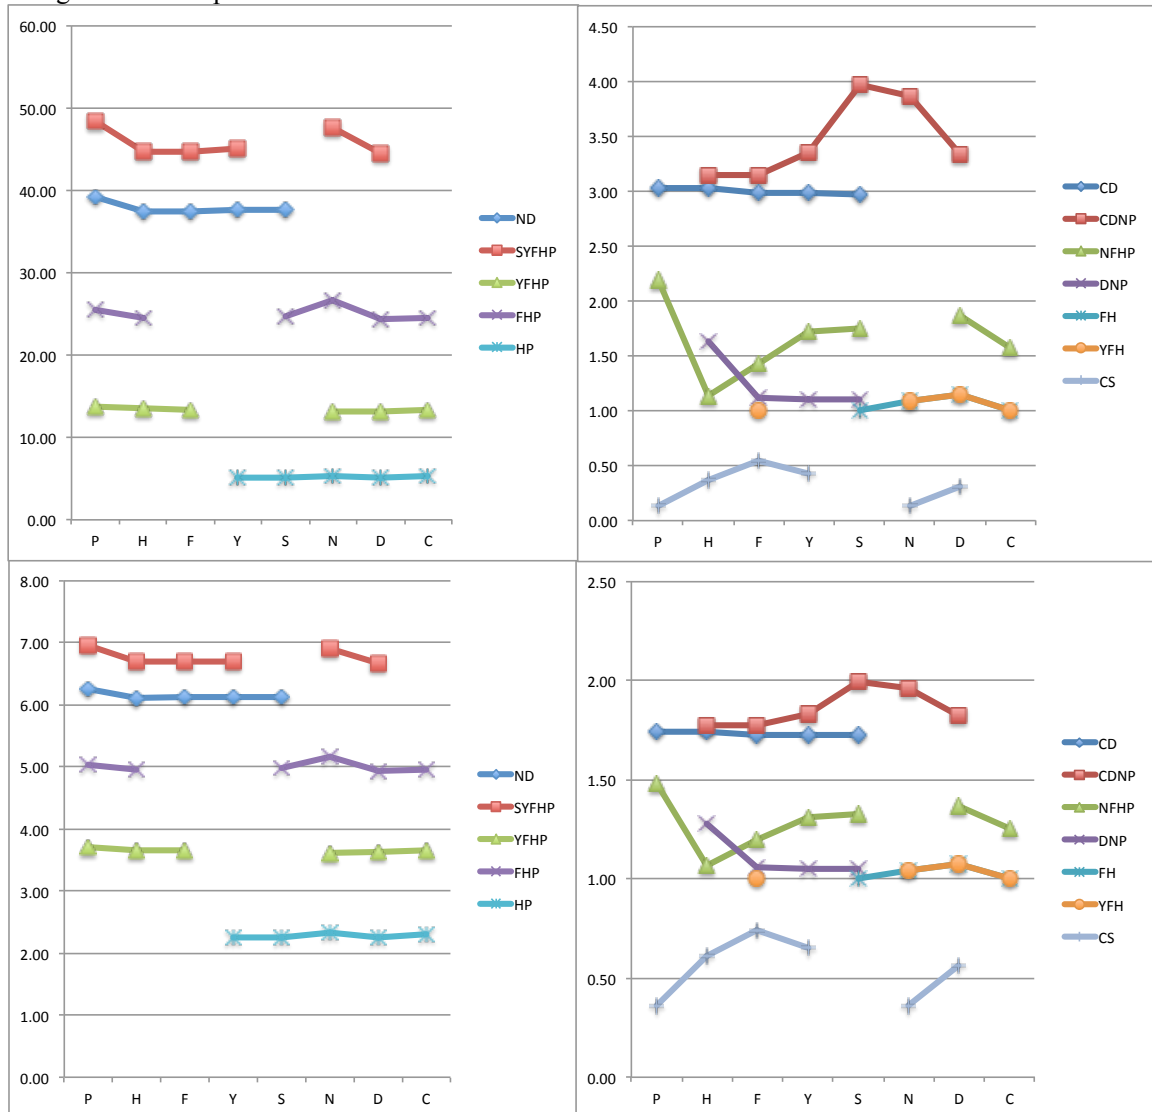 60.00
50.00
40.00
30.00
20.00
10.00
0.00
P H F Y S N D C
ND
SYFHP
YFHP
FHP
HP
4.50
4.00
3.50
3.00
2.50
2.00
1.50
1.00
0.50
0.00
P H F Y S N D C
CD
CDNP
NFHP
DNP
FH
YFH
CS
8.00
7.00
6.00
5.00
4.00
3.00
2.00
1.00
0.00
P H F Y S N D C
ND
SYFHP
YFHP
FHP
HP
2.50
2.00
1.50
1.00
0.50
0.00
P H F Y S N D C
CD
CDNP
NFHP
DNP
FH
YFH
CS